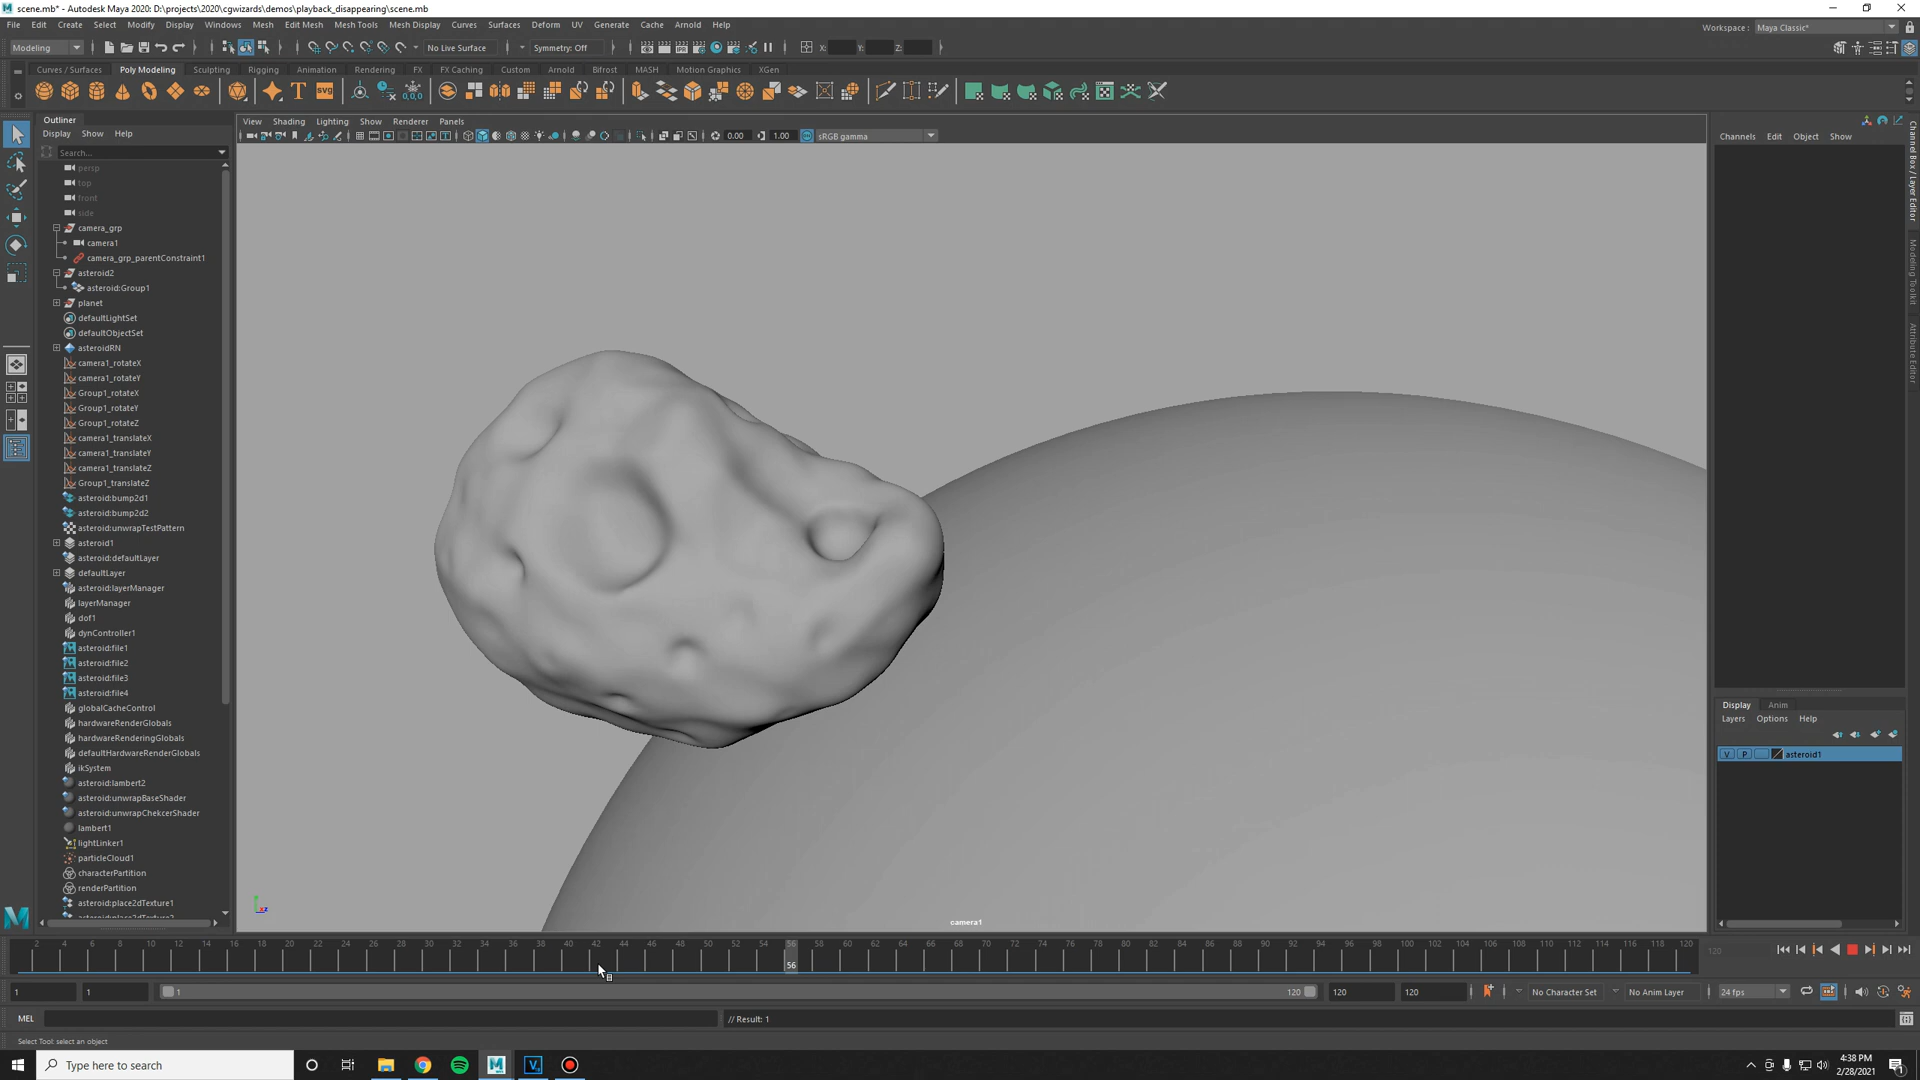 scene.mb* - Autodesk Maya 2020: D:\projects\2020\cgwizards\demos\playback_disappearing\scene.mb
File Edit Create Select Modify Display Windows Mesh Edit Mesh Mesh Tools Mesh Display Curves Surfaces Deform UV Generate Cache Arnold Help
Workspace : Maya Classic*
Modeling No Live Surface Symmetry: Off X: Y: Z:
Curves / Surfaces Poly Modeling Sculpting Rigging Animation Rendering FX FX Caching Custom Arnold Bifrost MASH Motion Graphics XGen
T SVG
Outliner
Display Show Help
Search...
View Shading Lighting Show Renderer Panels
0.00 1.00 sRGB gamma
persp
top
front
side
camera_grp
camera1
camera_grp_parentConstraint1
asteroid2
asteroid:Group1
planet
defaultLightSet
defaultObjectSet
asteroidRN
camera1_rotateX
camera1_rotateY
Group1_rotateX
Group1_rotateY
Group1_rotateZ
camera1_translateX
camera1_translateY
camera1_translateZ
Group1_translateZ
asteroid:bump2d1
asteroid:bump2d2
asteroid:unwrapTestPattern
asteroid1
asteroid:defaultLayer
defaultLayer
asteroid:layerManager
layerManager
dof1
dynController1
asteroid:file1
asteroid:file2
asteroid:file3
asteroid:file4
globalCacheControl
hardwareRenderGlobals
hardwareRenderingGlobals
defaultHardwareRenderGlobals
ikSystem
asteroid:lambert2
asteroid:unwrapBaseShader
asteroid:unwrapChekcerShader
lambert1
lightLinker1
particleCloud1
characterPartition
renderPartition
asteroid:place2dTexture1
camera1
Channels Edit Object Show
Channel Box / Layer Editor
Modeling Toolkit
Attribute Editor
Display Anim
Layers Options Help
V P asteroid1
2 4 6 8 10 12 14 16 18 20 22 24 26 28 30 32 34 36 38 40 42 44 46 48 50 52 54 56 58 60 62 64 66 68 70 72 74 76 78 80 82 84 86 88 90 92 94 96 98 100 102 104 106 108 110 112 114 116 118 120
56
120
1 1 1 120 120 120 No Character Set No Anim Layer 24 fps
MEL // Result: 1
Select Tool: select an object
Type here to search
4:38 PM
2/28/2021